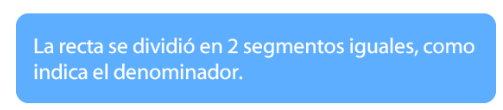 La recta se dividió en 2 segmentos iguales, como
indica el denominador.